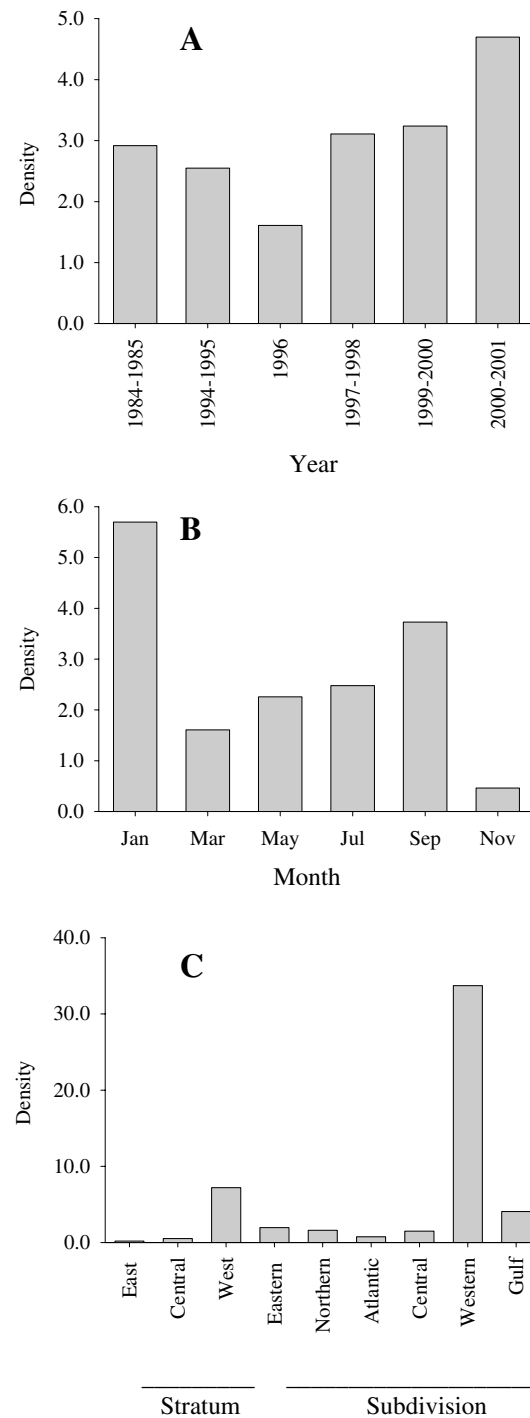 A
5.0
4.0
3.0
2.0
1.0
0.0
Density
1984-1985
1994-1995
1996
1997-1998
1999-2000
2000-2001
Year
B
6.0
5.0
4.0
3.0
2.0
1.0
0.0
Density
Jan Mar May Jul Sep Nov
Month
C
40.0
30.0
20.0
10.0
0.0
Density
East
Central
West
Eastern
Northern
Atlantic
Central
Western
Gulf
Stratum Subdivision